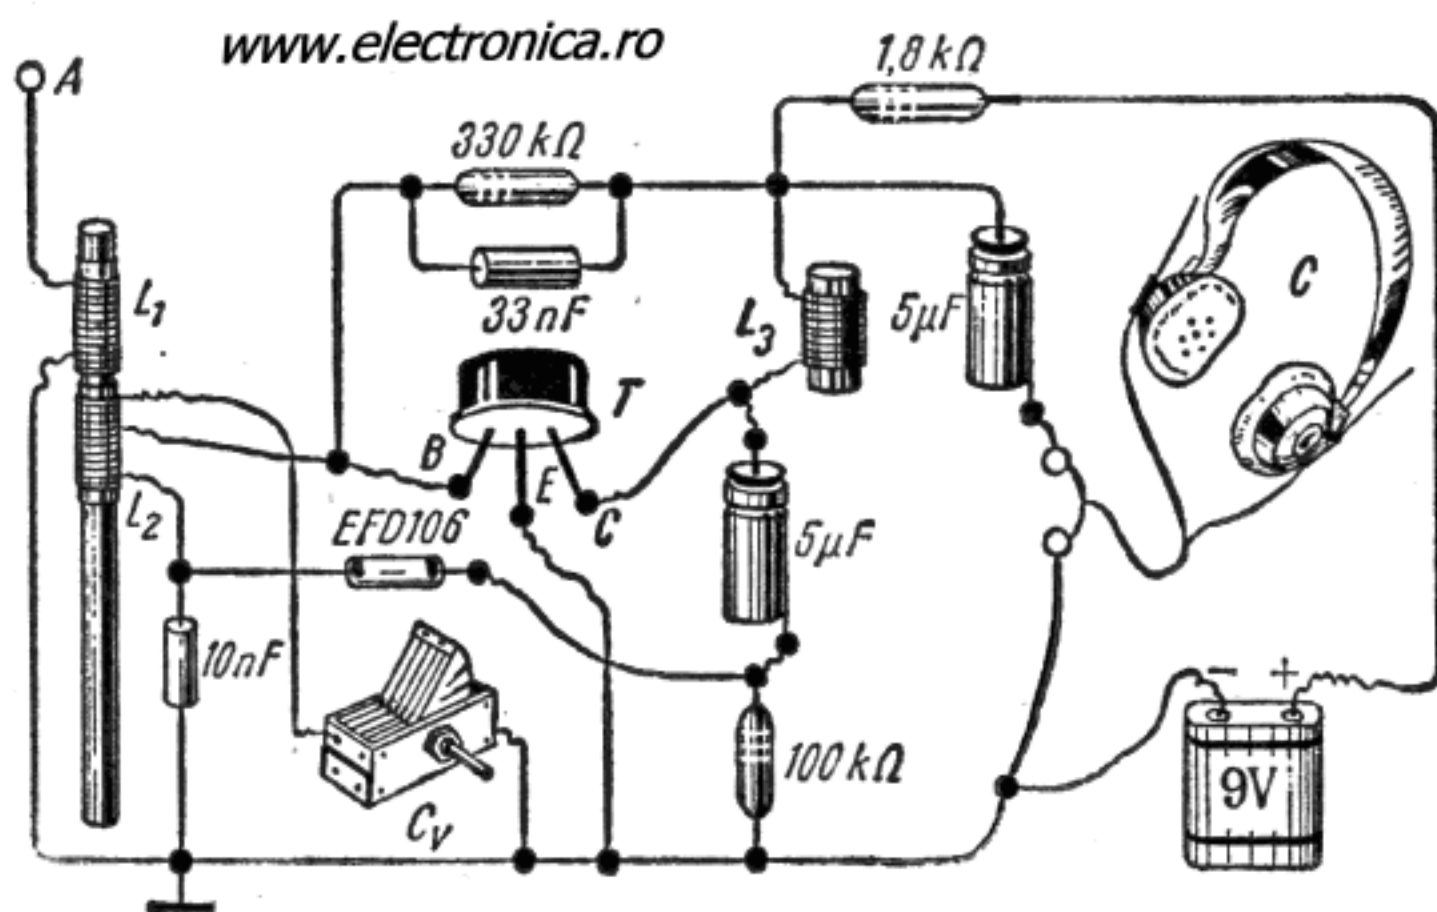 www.electronica.ro
A
1,8 kΩ
330 kΩ
33nF
L1
L3
5μF
C
T
B
E
C
L2
EFD106
5μF
10nF
CV
100 kΩ
- +
9V